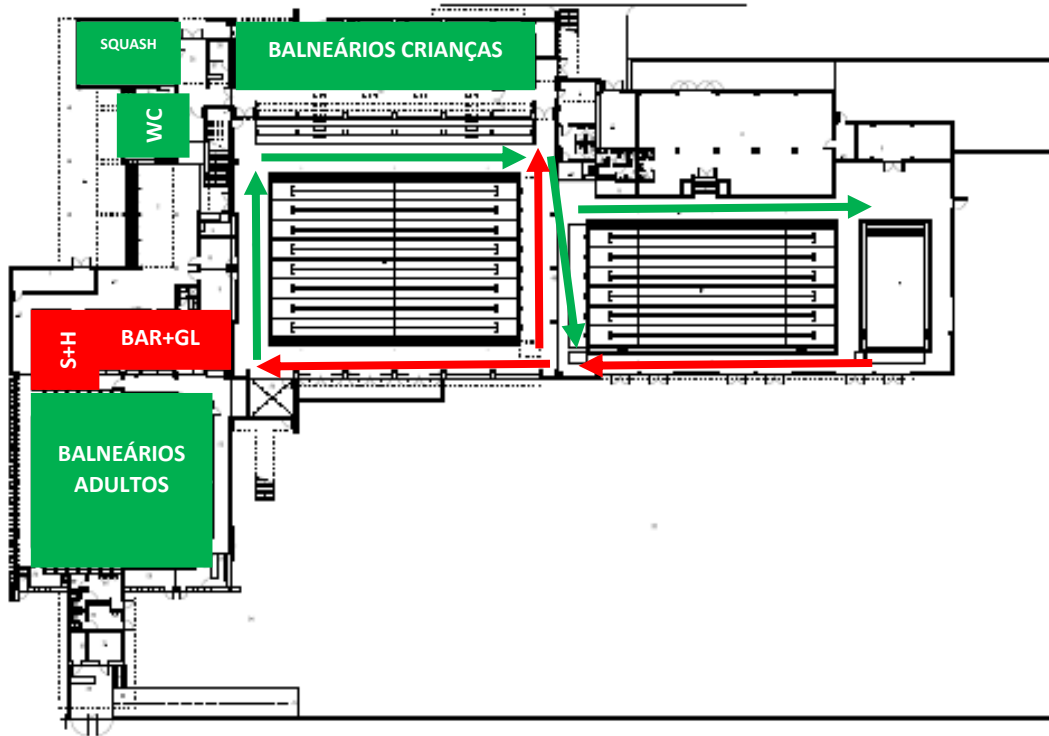 SQUASH
BALNEÁRIOS CRIANÇAS
WC
S+H
BAR+GL
BALNEÁRIOS
ADULTOS